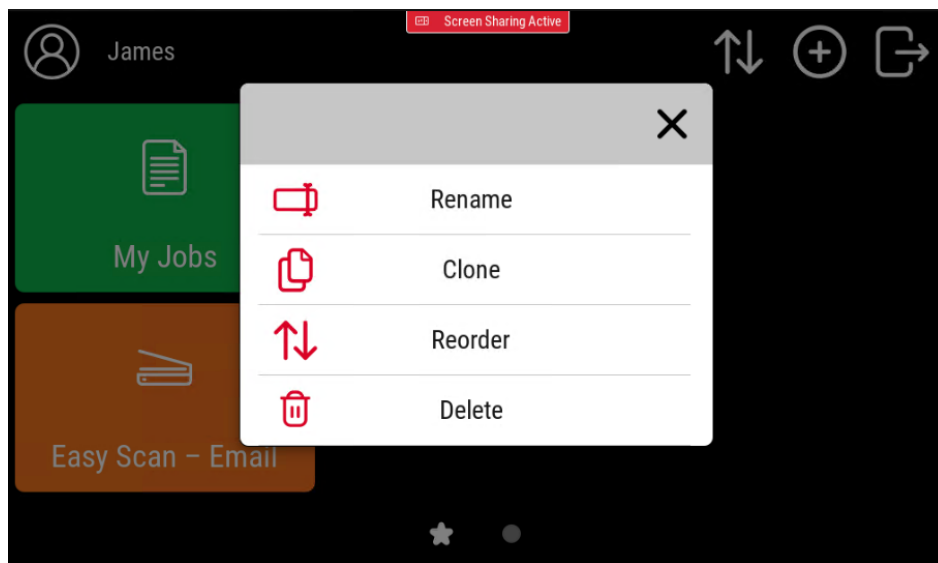 Screen Sharing Active
James
Rename
Clone
Reorder
Delete
My Jobs
Easy Scan – Email